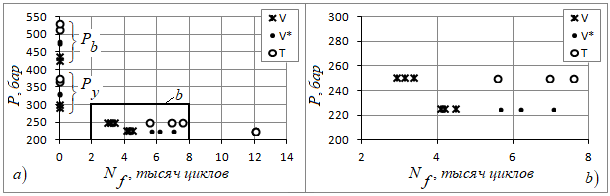 550
500
450
400
350
300
250
200
P, бар
P_b
P_y
b
V
V*
T
0 2 4 6 8 10 12 14
a) N_f, тысяч циклов
300
280
260
240
220
200
P, бар
V
V*
T
2 4 6 8
N_f, тысяч циклов b)